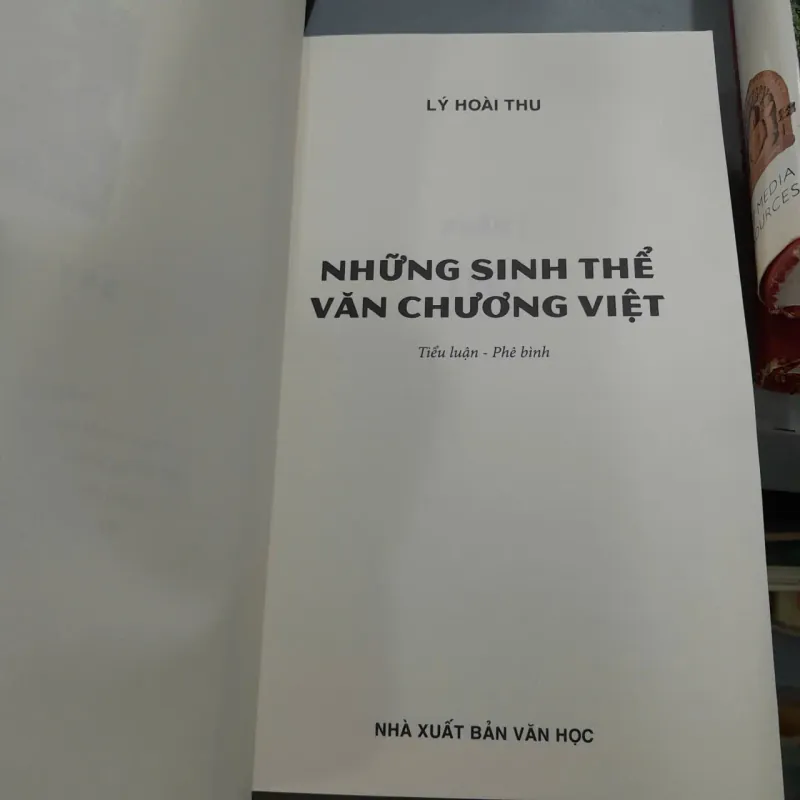 LÝ HOÀI THU
NHỮNG SINH THỂ
VĂN CHƯƠNG VIỆT
Tiểu luận - Phê bình
NHÀ XUẤT BẢN VĂN HỌC
MEDIA